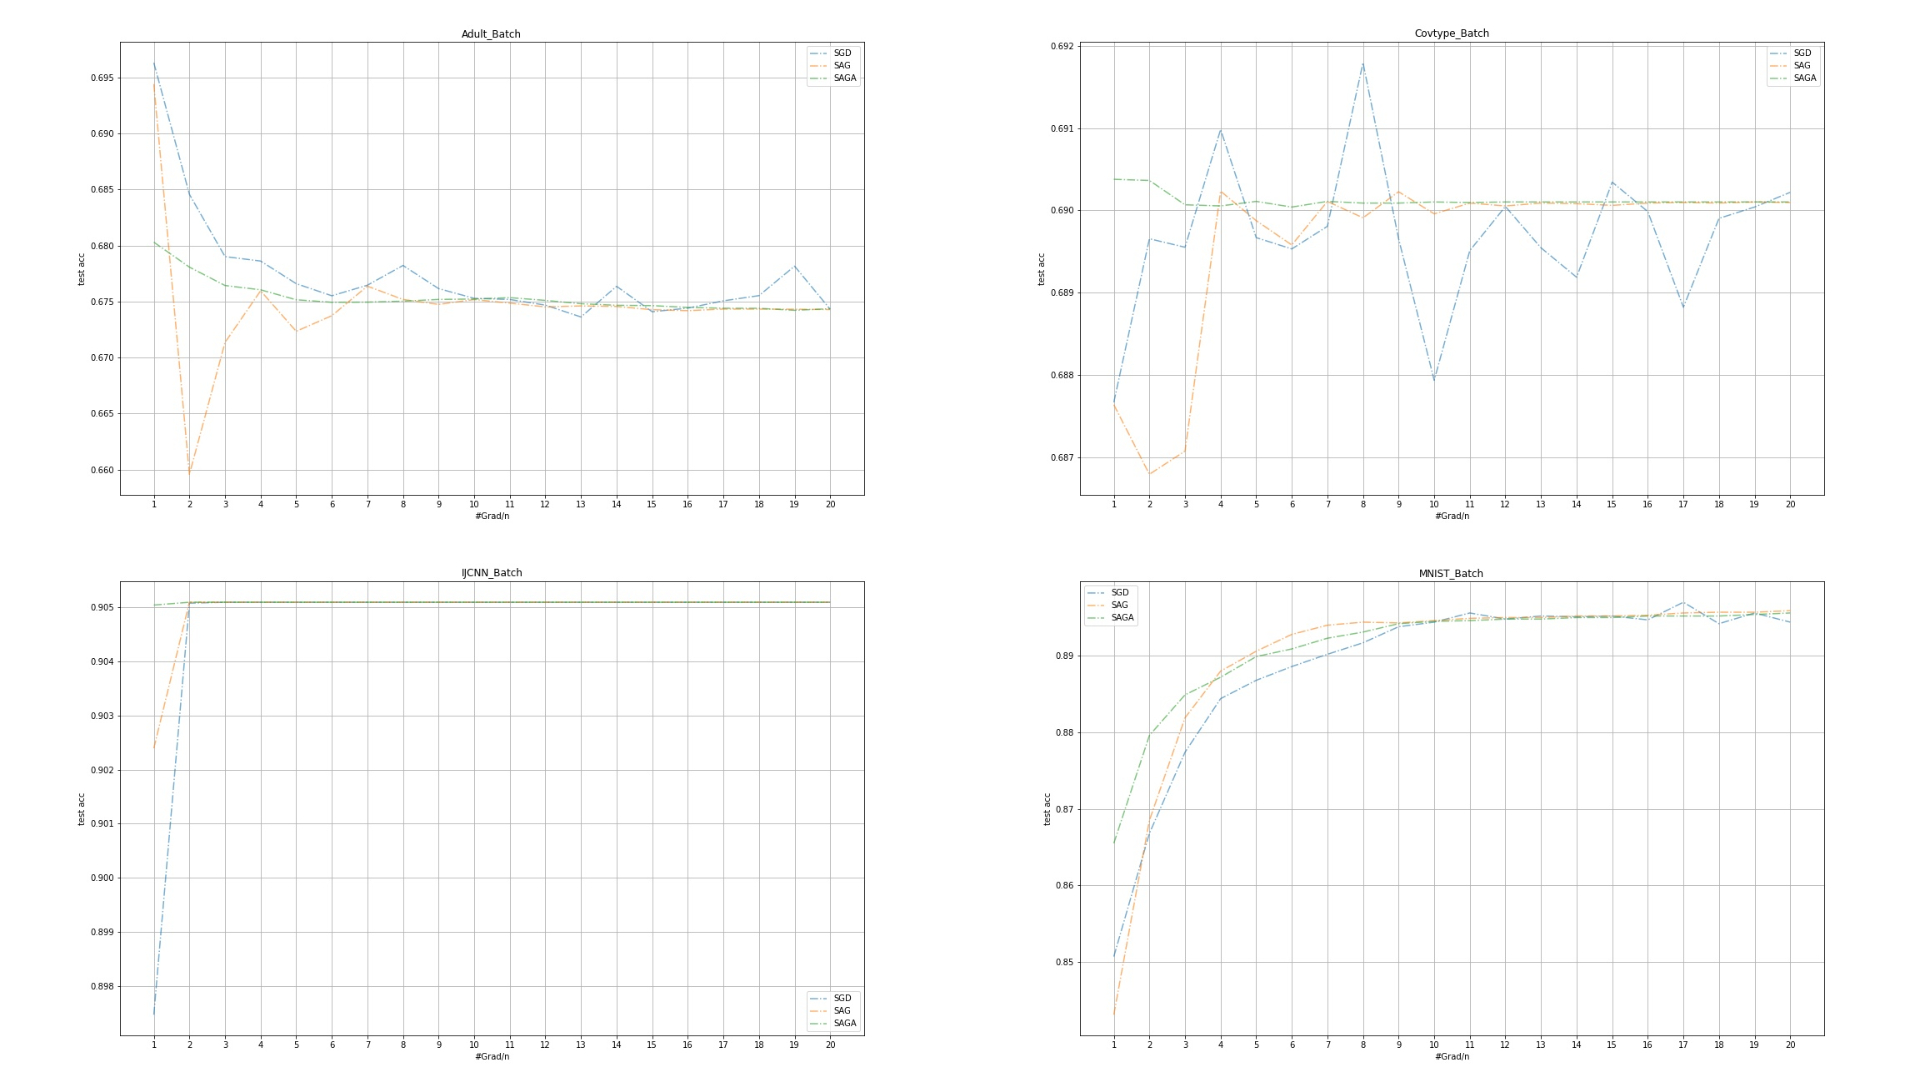 Adult_Batch
SGD
SAG
SAGA
0.695
0.690
0.685
0.680
0.675
0.670
0.665
0.660
test acc
1 2 3 4 5 6 7 8 9 10 11 12 13 14 15 16 17 18 19 20
#Grad/n
Covtype_Batch
SGD
SAG
SAGA
0.692
0.691
0.690
0.689
0.688
0.687
test acc
1 2 3 4 5 6 7 8 9 10 11 12 13 14 15 16 17 18 19 20
#Grad/n
IJCNN_Batch
0.905
0.904
0.903
0.902
0.901
0.900
0.899
0.898
test acc
SGD
SAG
SAGA
1 2 3 4 5 6 7 8 9 10 11 12 13 14 15 16 17 18 19 20
#Grad/n
MNIST_Batch
SGD
SAG
SAGA
0.89
0.88
0.87
0.86
0.85
test acc
1 2 3 4 5 6 7 8 9 10 11 12 13 14 15 16 17 18 19 20
#Grad/n